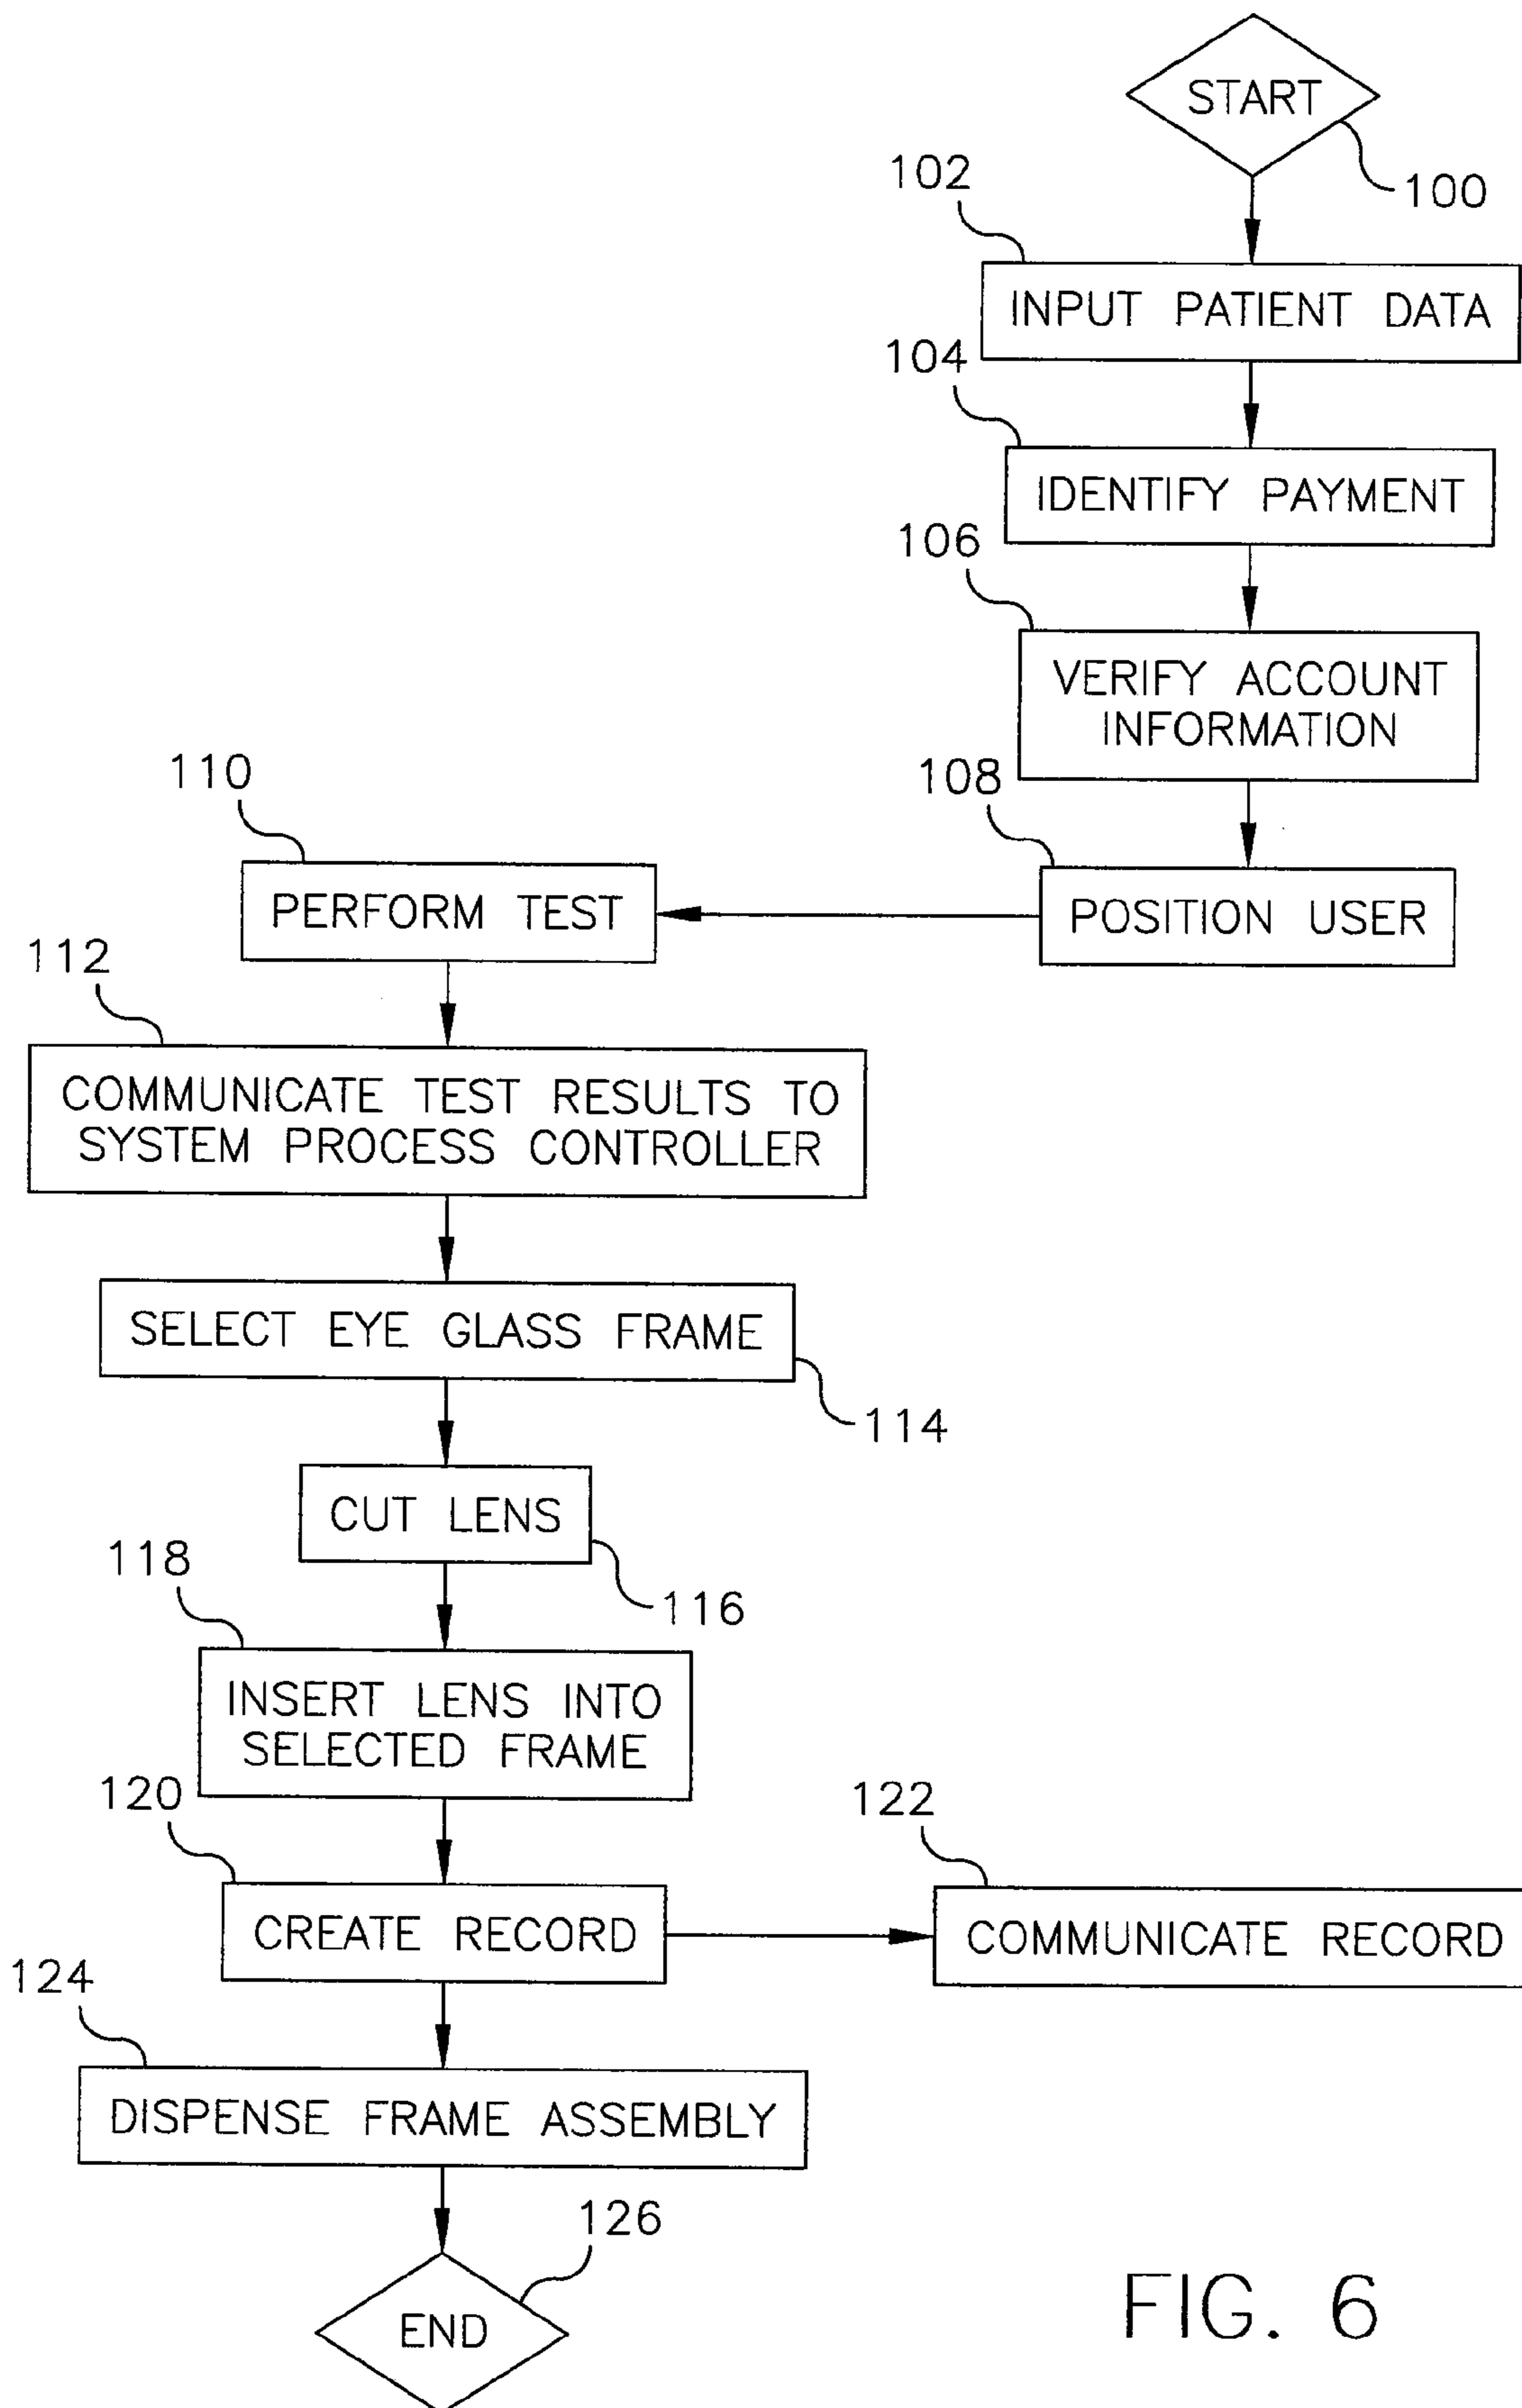 START
100
102
INPUT PATIENT DATA
104
IDENTIFY PAYMENT
106
VERIFY ACCOUNT
INFORMATION
108
POSITION USER
110
PERFORM TEST
112
COMMUNICATE TEST RESULTS TO
SYSTEM PROCESS CONTROLLER
SELECT EYE GLASS FRAME
114
CUT LENS
116
118
INSERT LENS INTO
SELECTED FRAME
120
CREATE RECORD
122
COMMUNICATE RECORD
124
DISPENSE FRAME ASSEMBLY
126
END
FIG. 6